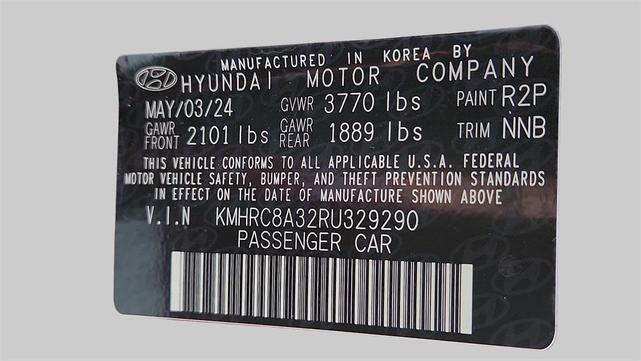 MANUFACTURED IN KOREA BY
HYUNDAI MOTOR COMPANY
MAY/03/24 GVWR 3770 lbs PAINT R2P
GAWR FRONT 2101 lbs GAWR REAR 1889 lbs TRIM NNB
THIS VEHICLE CONFORMS TO ALL APPLICABLE U.S.A. FEDERAL
MOTOR VEHICLE SAFETY, BUMPER, AND THEFT PREVENTION STANDARDS
IN EFFECT ON THE DATE OF MANUFACTURE SHOWN ABOVE
V.I.N KMHRC8A32RU329290
PASSENGER CAR